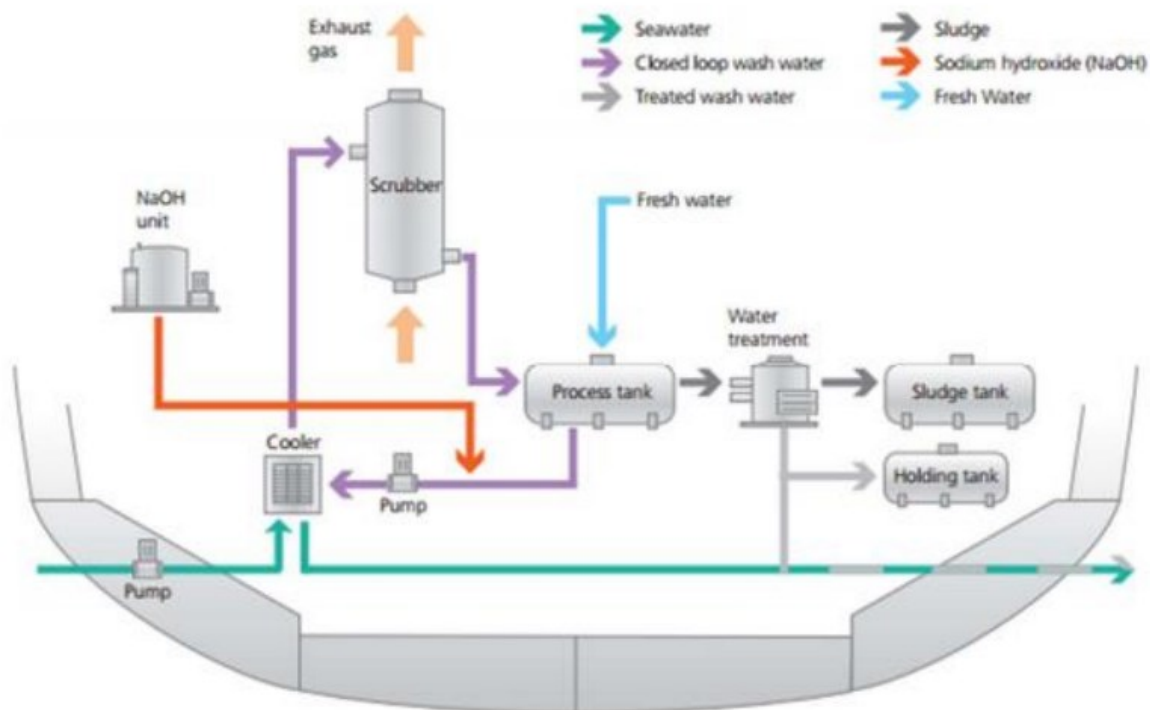 Exhaust
gas
Seawater
Closed loop wash water
Treated wash water
Sludge
Sodium hydroxide (NaOH)
Fresh Water
Scrubber
NaOH
unit
Fresh water
Water
treatment
Process tank
Sludge tank
Cooler
Holding tank
Pump
Pump